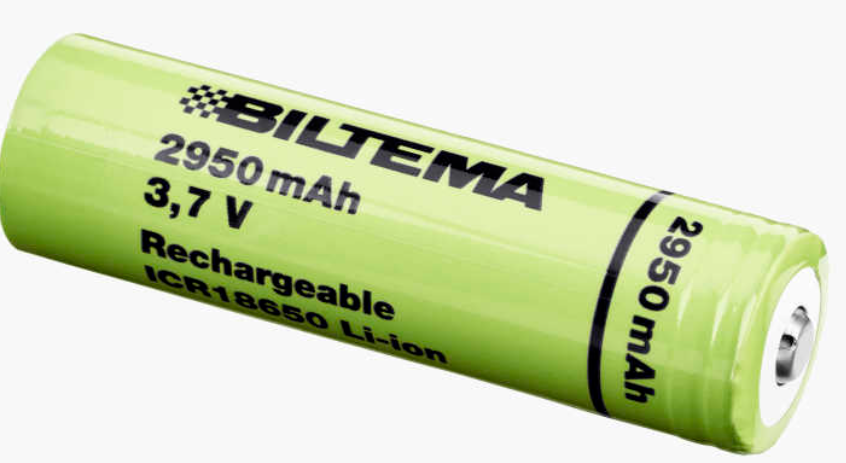 BILTEMA
2950 mAh
3,7 V
Rechargeable
ICR18650 Li-ion
2950 mAh